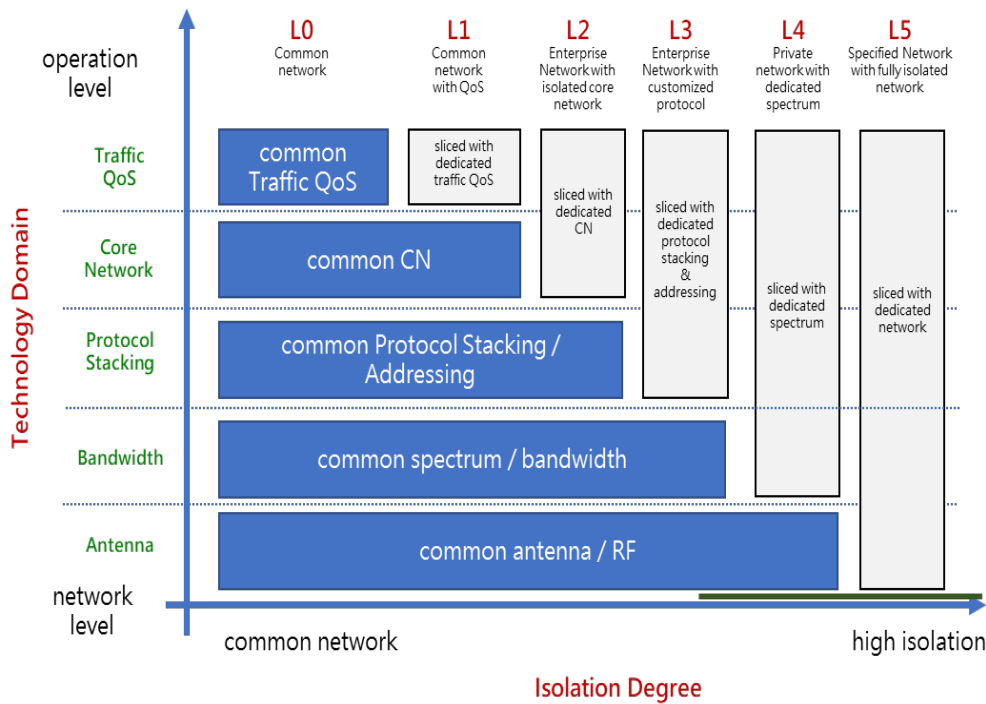 operation
level
L0
Common
network
L1
Common
network
with QoS
L2
Enterprise
Network with
isolated core
network
L3
Enterprise
Network with
customized
protocol
L4
Private
network with
dedicated
spectrum
L5
Specified Network
with fully isolated
network
Technology Domain
Traffic
QoS
common
Traffic QoS
sliced with
dedicated
traffic QoS
sliced with
dedicated
CN
sliced with
dedicated
protocol
stacking
&
addressing
sliced with
dedicated
spectrum
sliced with
dedicated
network
Core
Network
common CN
Protocol
Stacking
common Protocol Stacking /
Addressing
Bandwidth
common spectrum / bandwidth
Antenna
common antenna / RF
network
level
common network
high isolation
Isolation Degree